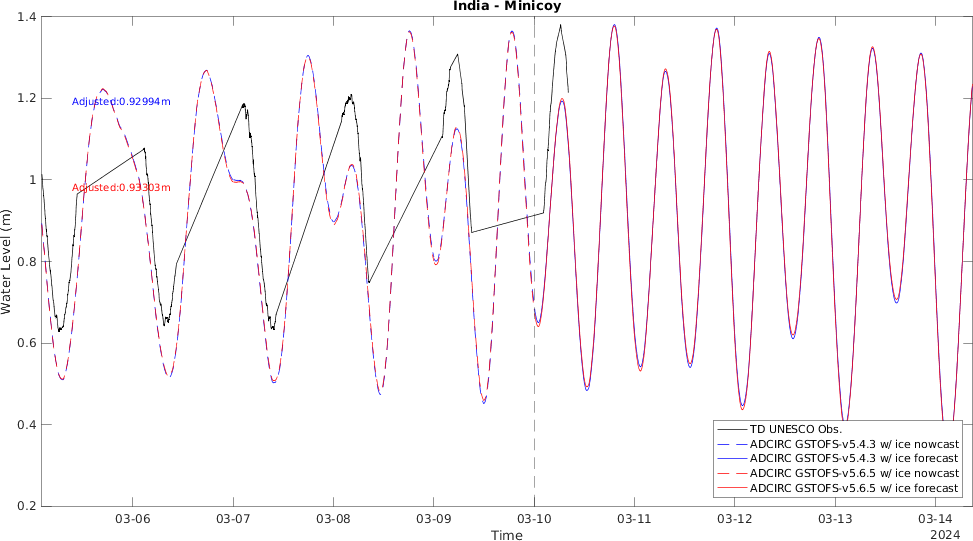 India - Minicoy
1.4
1.2
1
0.8
0.6
0.4
0.2
Water Level (m)
Adjusted:0.92994m
Adjusted:0.93303m
TD UNESCO Obs.
ADCIRC GSTOFS-v5.4.3 w/ ice nowcast
ADCIRC GSTOFS-v5.4.3 w/ ice forecast
ADCIRC GSTOFS-v5.6.5 w/ ice nowcast
ADCIRC GSTOFS-v5.6.5 w/ ice forecast
03-06 03-07 03-08 03-09 03-10 03-11 03-12 03-13 03-14
Time
2024